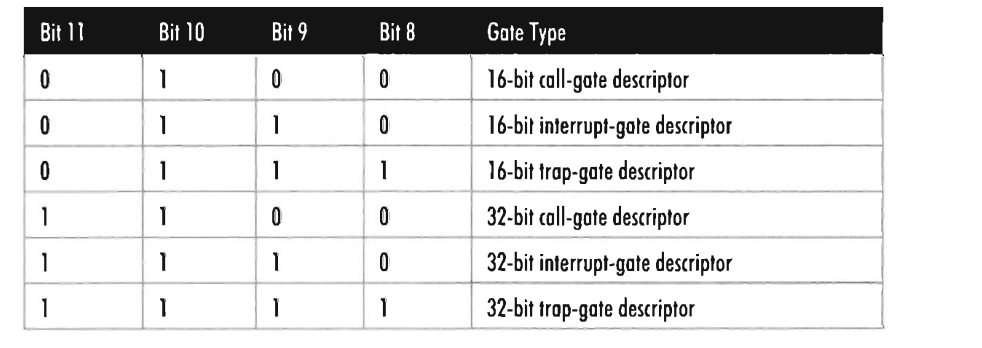 Bit 11 Bit 10 Bit 9 Bit 8 Gate Type
0 1 0 0 16-bit call-gate descriptor
0 1 1 0 16-bit interrupt-gate descriptor
0 1 1 1 16-bit trap-gate descriptor
1 1 0 0 32-bit call-gate descriptor
1 1 1 0 32-bit interrupt-gate descriptor
1 1 1 1 32-bit trap-gate descriptor